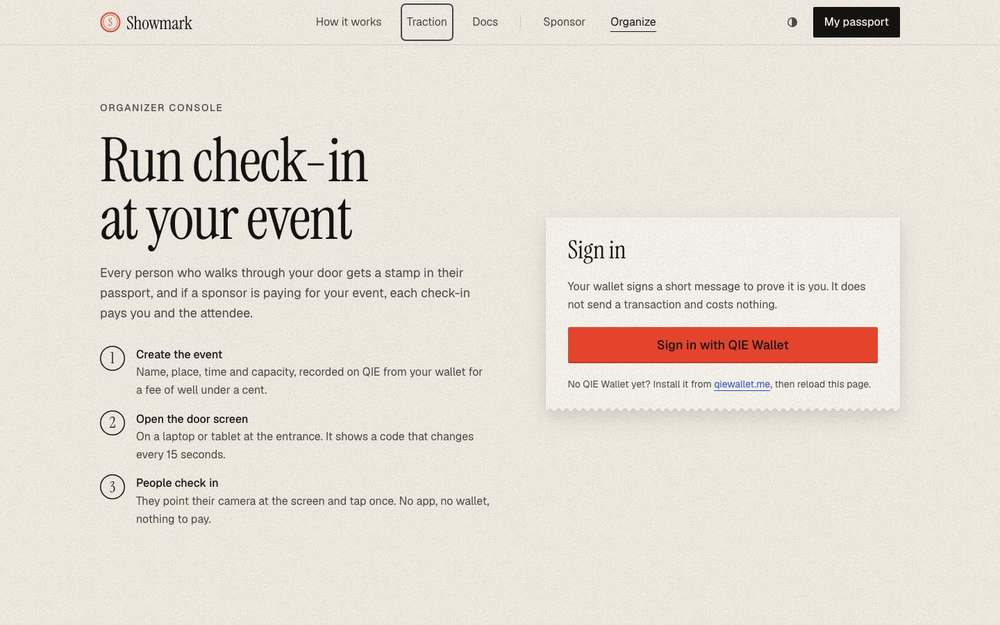 S Showmark How it works Traction Docs Sponsor Organize My passport
ORGANIZER CONSOLE
Run check-in
at your event
Every person who walks through your door gets a stamp in their
passport, and if a sponsor is paying for your event, each check-in
pays you and the attendee.
1 Create the event
Name, place, time and capacity, recorded on QIE from your wallet for
a fee of well under a cent.
2 Open the door screen
On a laptop or tablet at the entrance. It shows a code that changes
every 15 seconds.
3 People check in
They point their camera at the screen and tap once. No app, no wallet,
nothing to pay.
Sign in
Your wallet signs a short message to prove it is you. It does
not send a transaction and costs nothing.
Sign in with QIE Wallet
No QIE Wallet yet? Install it from qiewallet.me, then reload this page.